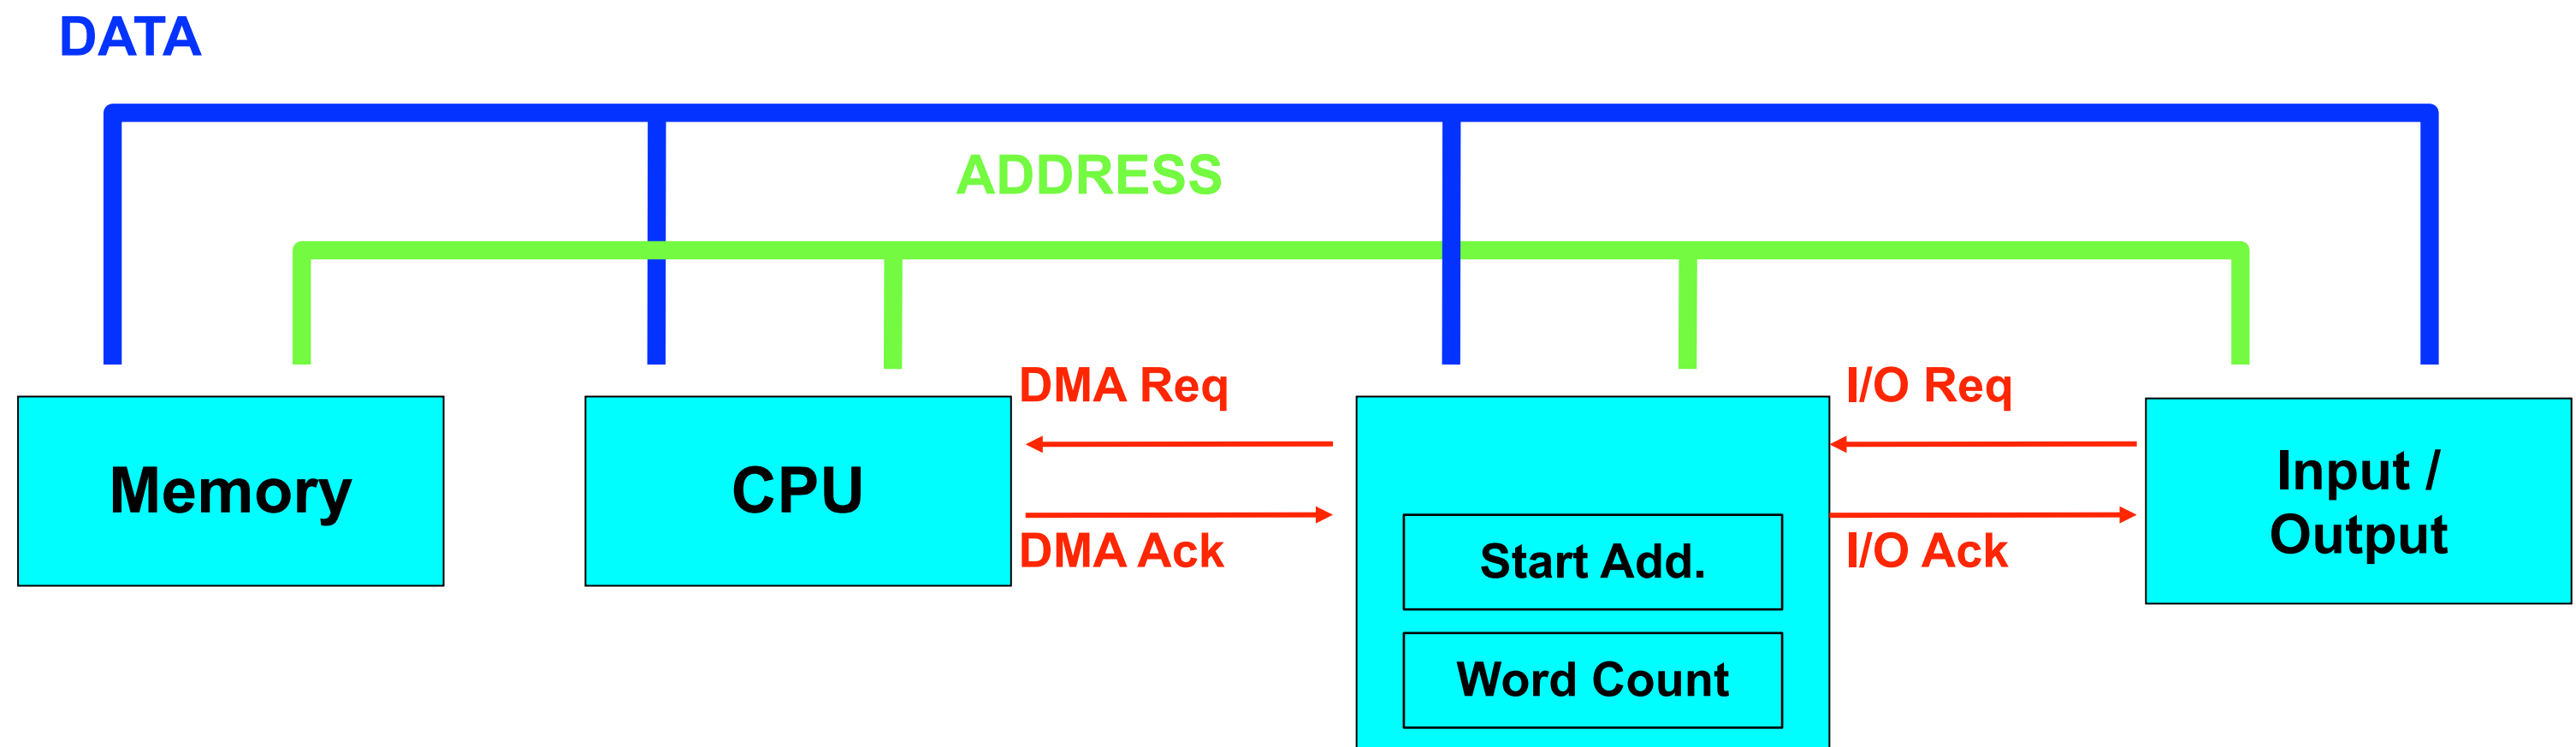 DATA
ADDRESS
DMA Req
I/O Req
Memory
CPU
Input /
Output
DMA Ack
I/O Ack
Start Add.
Word Count